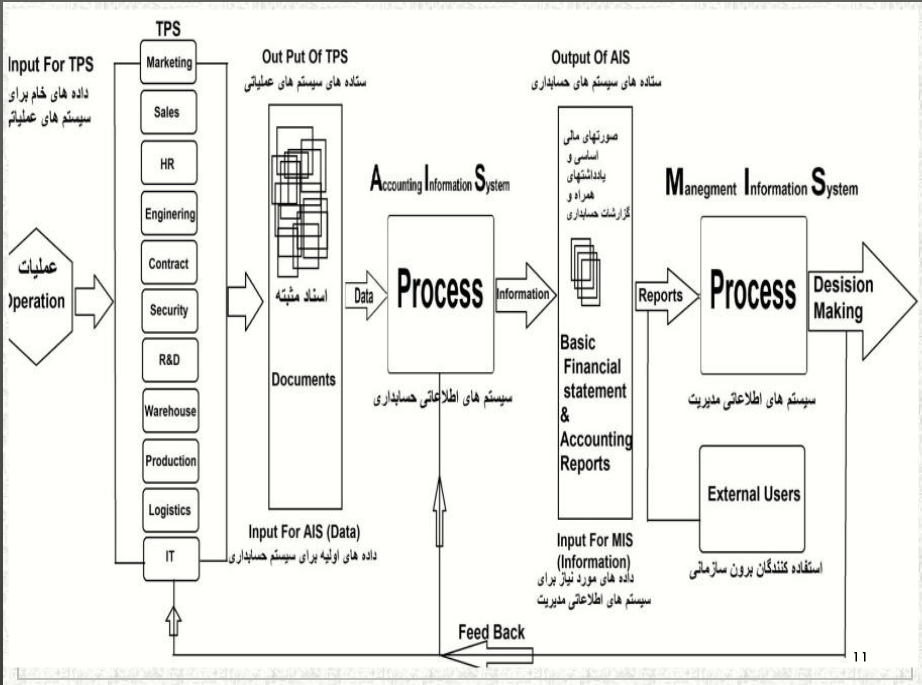 TPS
Input For TPS
داده های خام برای
سیستم های عملیاتی
Marketing
Sales
HR
Enginering
Contract
Security
R&D
Warehouse
Production
Logistics
IT
عملیات
Operation
Out Put Of TPS
ستاده های سیستم های عملیاتی
اسناد مثبته
Documents
Input For AIS (Data)
داده های اولیه برای سیستم حسابداری
Data
Accounting Information System
Process
سیستم های اطلاعاتی حسابداری
Information
Output Of AIS
ستاده های سیستم های حسابداری
صورتهای مالی
اساسی و
یادداشتهای
همراه و
گزارشات حسابداری
Basic
Financial
statement
&
Accounting
Reports
Input For MIS
(Information)
داده های مورد نیاز برای
سیستم های اطلاعاتی مدیریت
Reports
Manegment Information System
Process
سیستم های اطلاعاتی مدیریت
Desision
Making
External Users
استفاده کنندگان برون سازمانی
Feed Back
11